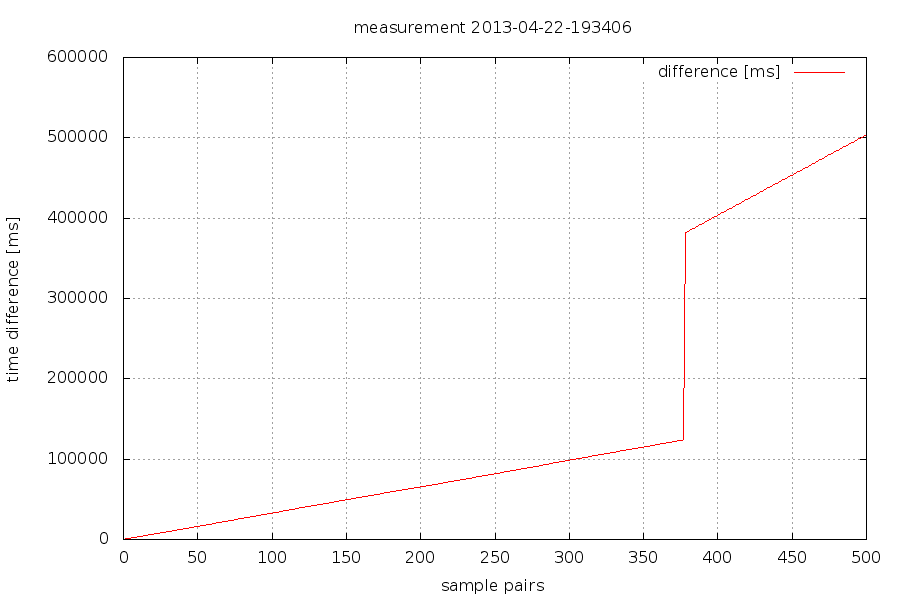 measurement 2013-04-22-193406
difference [ms]
time difference [ms]
600000
500000
400000
300000
200000
100000
0
0 50 100 150 200 250 300 350 400 450 500
sample pairs